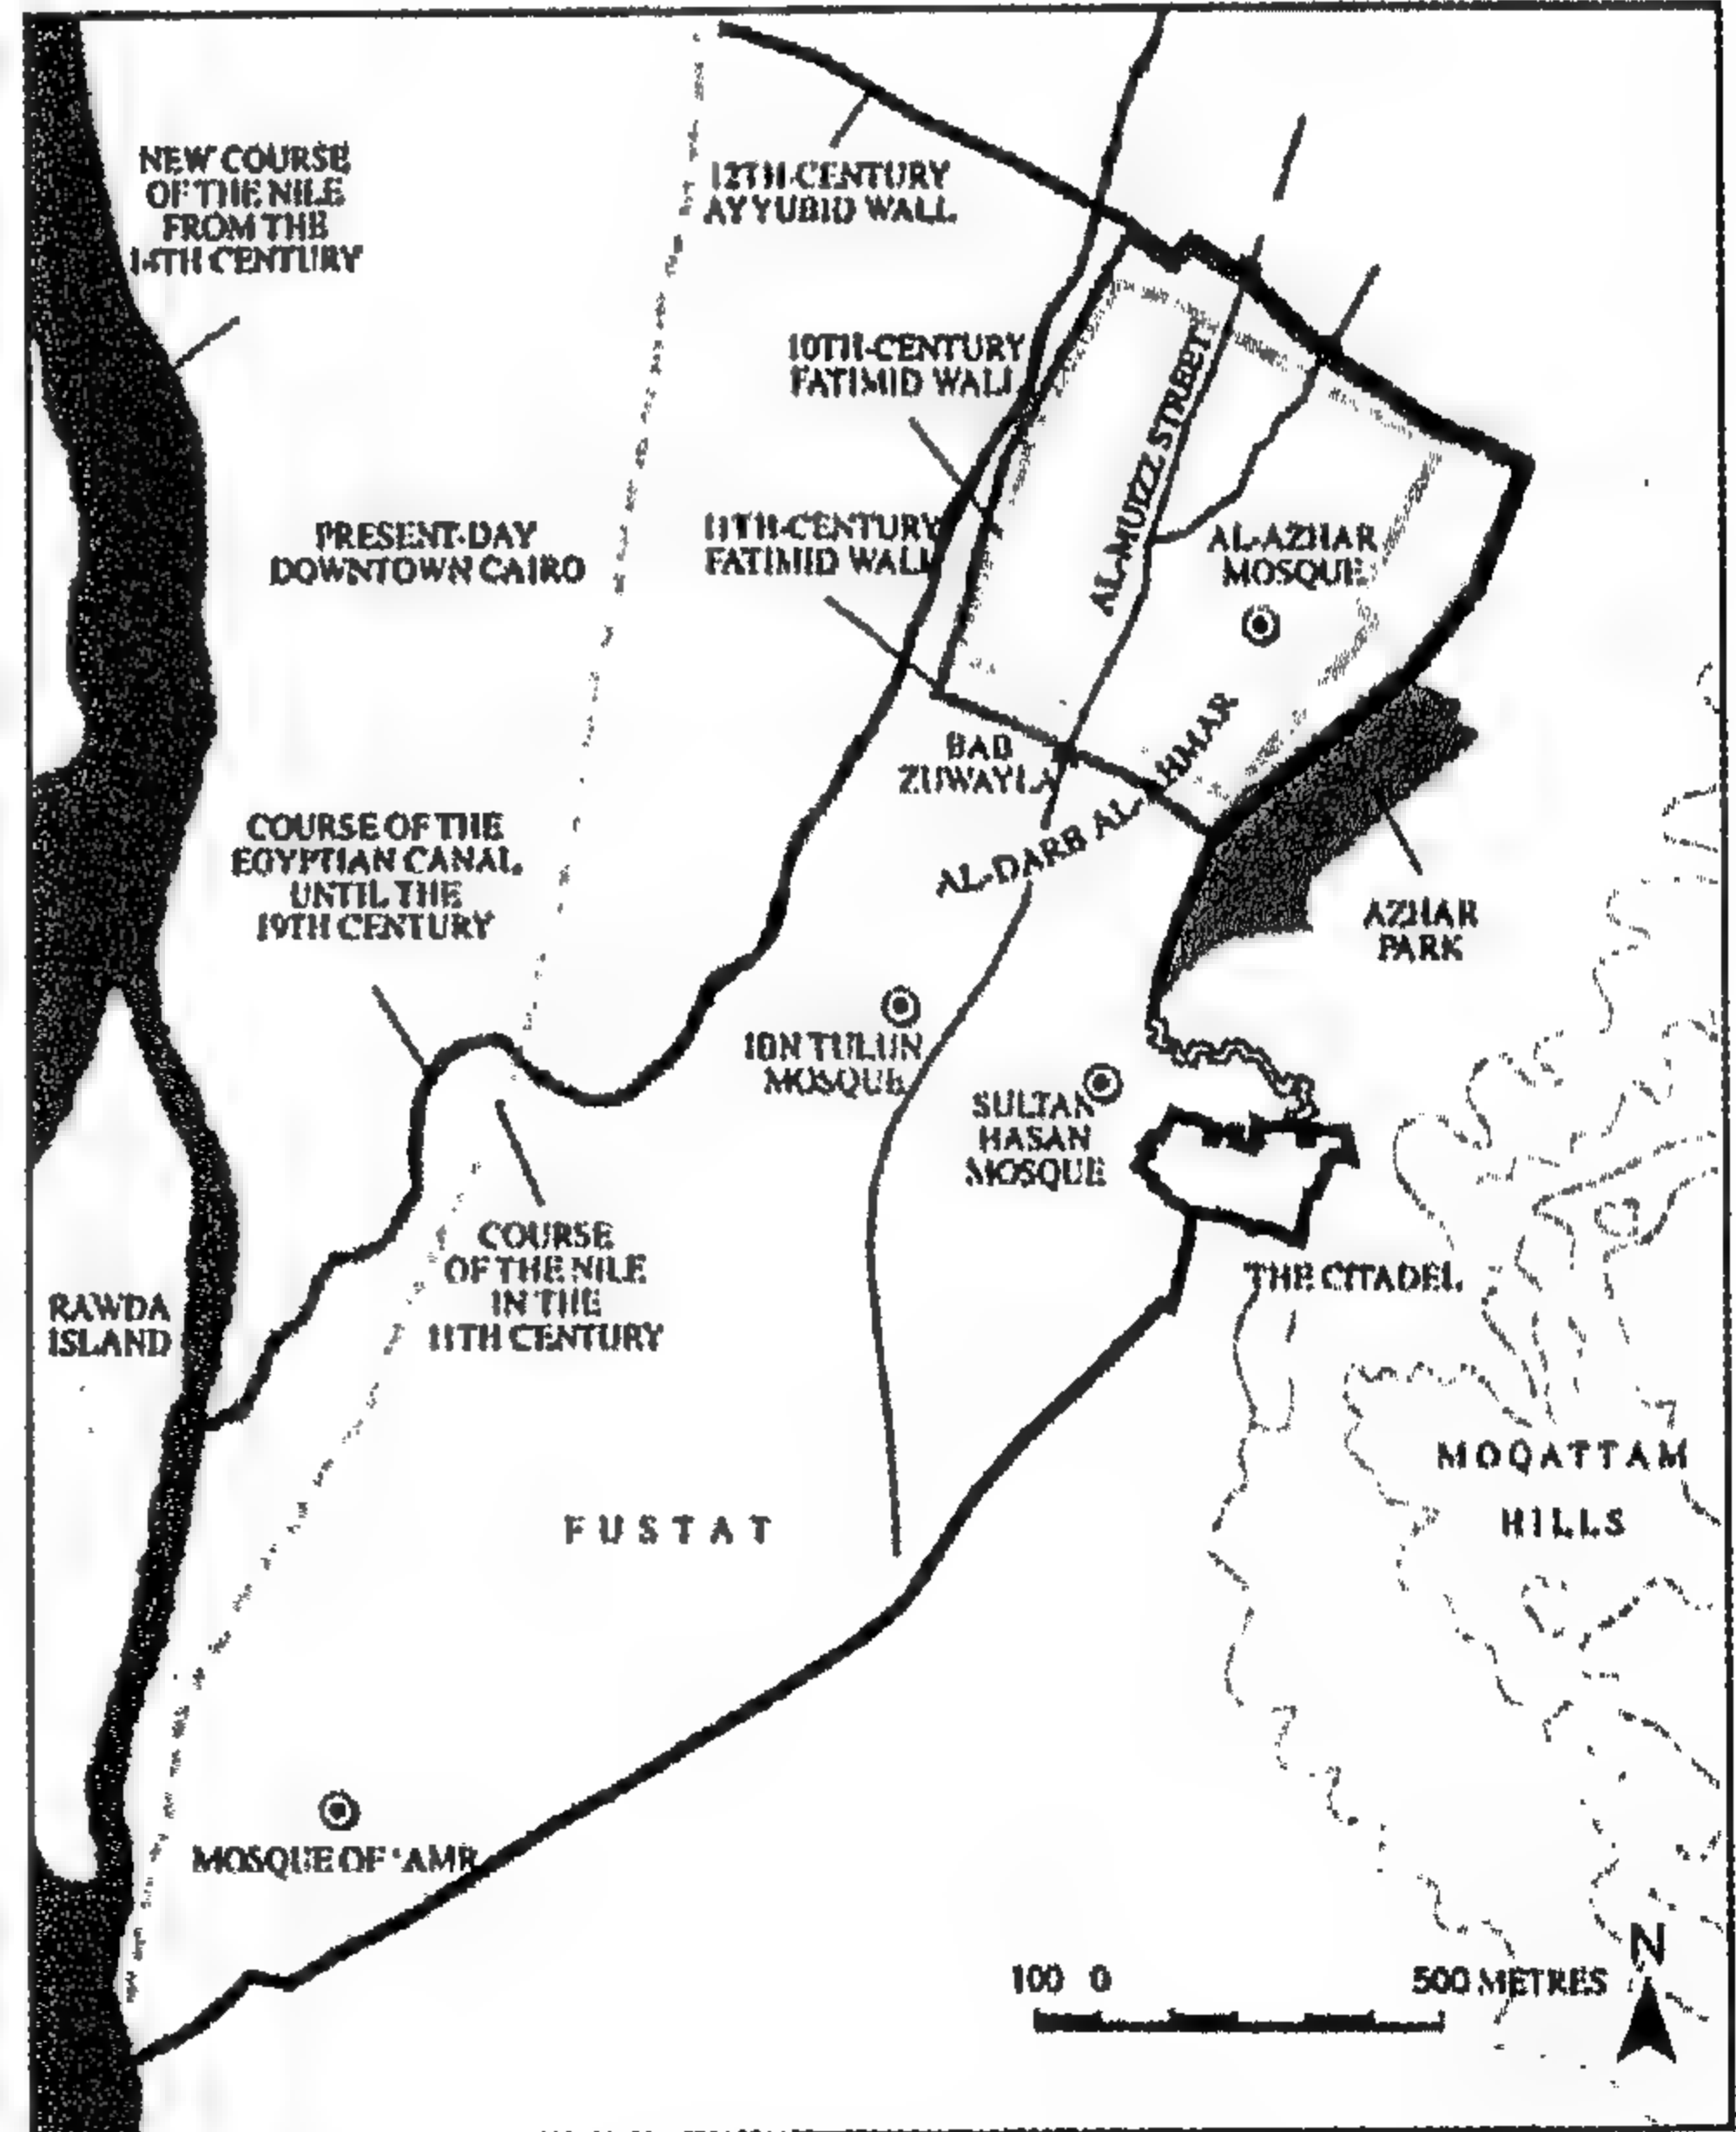 NEW COURSE
OF THE NILE
FROM THE
14TH CENTURY
12TH-CENTURY
AYYUBID WALL
10TH-CENTURY
FATIMID WALL
11TH-CENTURY
FATIMID WALL
AL-MUIZZ STREET
AL-AZHAR
MOSQUE
PRESENT-DAY
DOWNTOWN CAIRO
BAB
ZUWAYLA
AL-DARB AL-AHMAR
COURSE OF THE
EGYPTIAN CANAL
UNTIL THE
19TH CENTURY
AZHAR
PARK
IBN TULUN
MOSQUE
SULTAN
HASAN
MOSQUE
COURSE
OF THE NILE
IN THE
11TH CENTURY
THE CITADEL
RAWDA
ISLAND
MOQATTAM
HILLS
FUSTAT
MOSQUE OF 'AMR
N
100 0 500 METRES